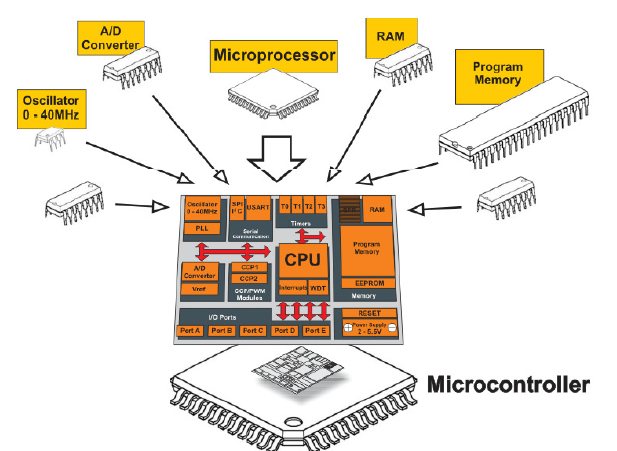 A/D
Converter
Microprocessor
RAM
Program
Memory
Oscillator
0 - 40MHz
Oscillator
0 - 40MHz
PLL
SPI
I²C
USART
Serial
Communication
T0 T1 T2 T3
Timers
RAM
Program
Memory
EEPROM
Memory
A/D
Converter
Vref
CCP1
CCP2
CCP/PWM
Modules
CPU
Interrupts
WDT
I/O Ports
Port A Port B Port C Port D Port E
RESET
Power Supply
2 - 5.5V
Microcontroller